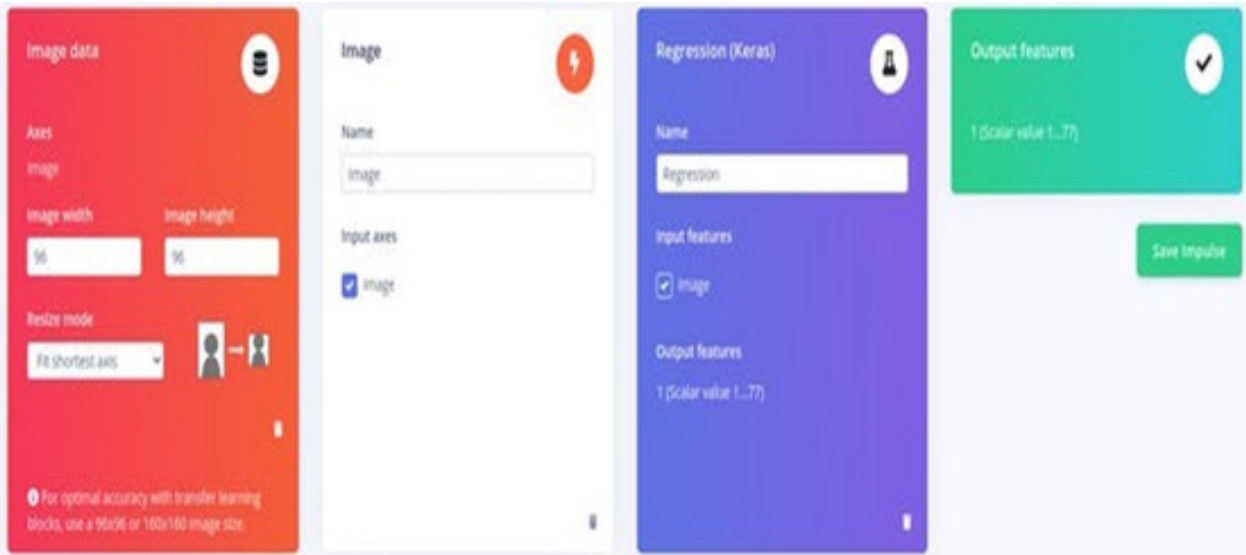 Image data
Axes
image
Image width Image height
96 96
Resize mode
Fit shortest axis
For optimal accuracy with transfer learning
blocks, use a 96x96 or 160x160 image size.
Image
Name
image
Input axes
image
Regression (Keras)
Name
Regression
Input features
image
Output features
1 (Scalar value 1...77)
Output features
1 (Scalar value 1...77)
Save Impulse